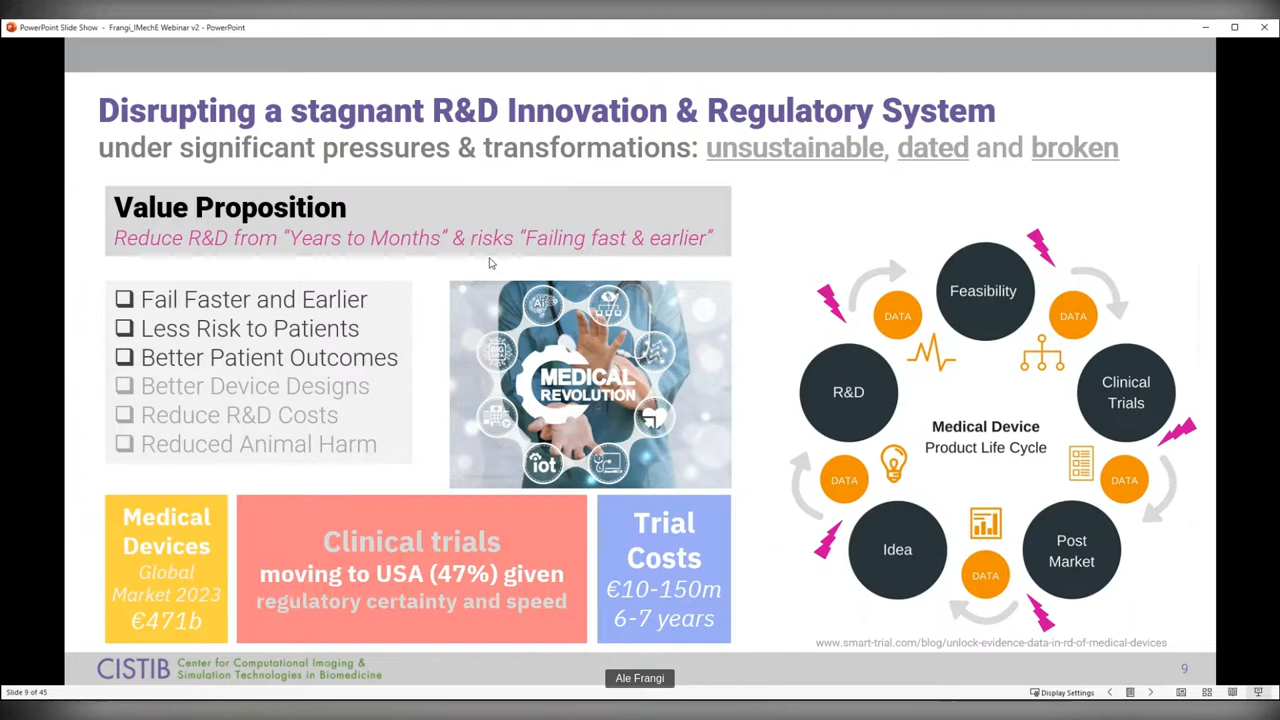 PowerPoint Slide Show - Frangi_IMechE Webinar v2 - PowerPoint
Disrupting a stagnant R&D Innovation & Regulatory System
under significant pressures & transformations: unsustainable, dated and broken
Value Proposition
Reduce R&D from “Years to Months” & risks “Failing fast & earlier”
Fail Faster and Earlier
Less Risk to Patients
Better Patient Outcomes
Better Device Designs
Reduce R&D Costs
Reduced Animal Harm
Ai
MEDICAL
REVOLUTION
iot
Medical
Devices
Global
Market 2023
€471b
Clinical trials
moving to USA (47%) given
regulatory certainty and speed
Trial
Costs
€10-150m
6-7 years
Feasibility
DATA
DATA
R&D
Clinical
Trials
Medical Device
Product Life Cycle
DATA
DATA
Idea
Post
Market
DATA
www.smart-trial.com/blog/unlock-evidence-data-in-rd-of-medical-devices
CISTIB
Center for Computational Imaging &
Simulation Technologies in Biomedicine
9
Ale Frangi
Slide 9 of 45
Display Settings